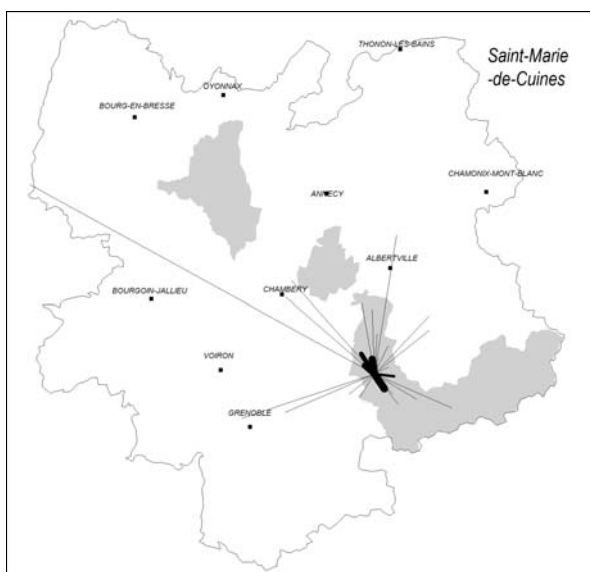 THONON-LES-BAINS
Saint-Marie
-de-Cuines
OYONNAX
BOURG-EN-BRESSE
CHAMONIX-MONT-BLANC
ANNECY
ALBERTVILLE
CHAMBERY
BOURGOIN-JALLIEU
VOIRON
GRENOBLE